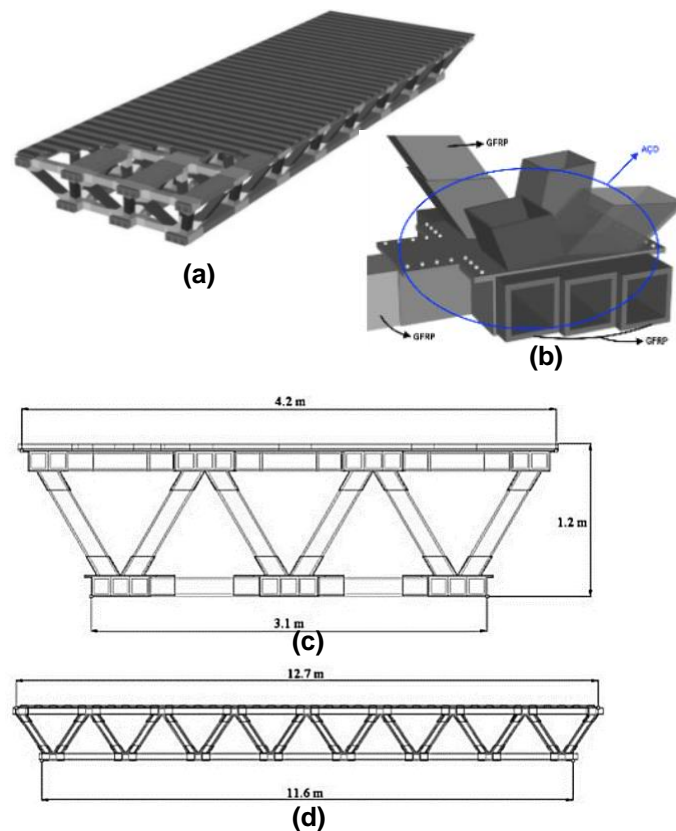 (a)
GFRP
AÇO
GFRP
GFRP
(b)
4.2 m
1.2 m
3.1 m
(c)
12.7 m
11.6 m
(d)